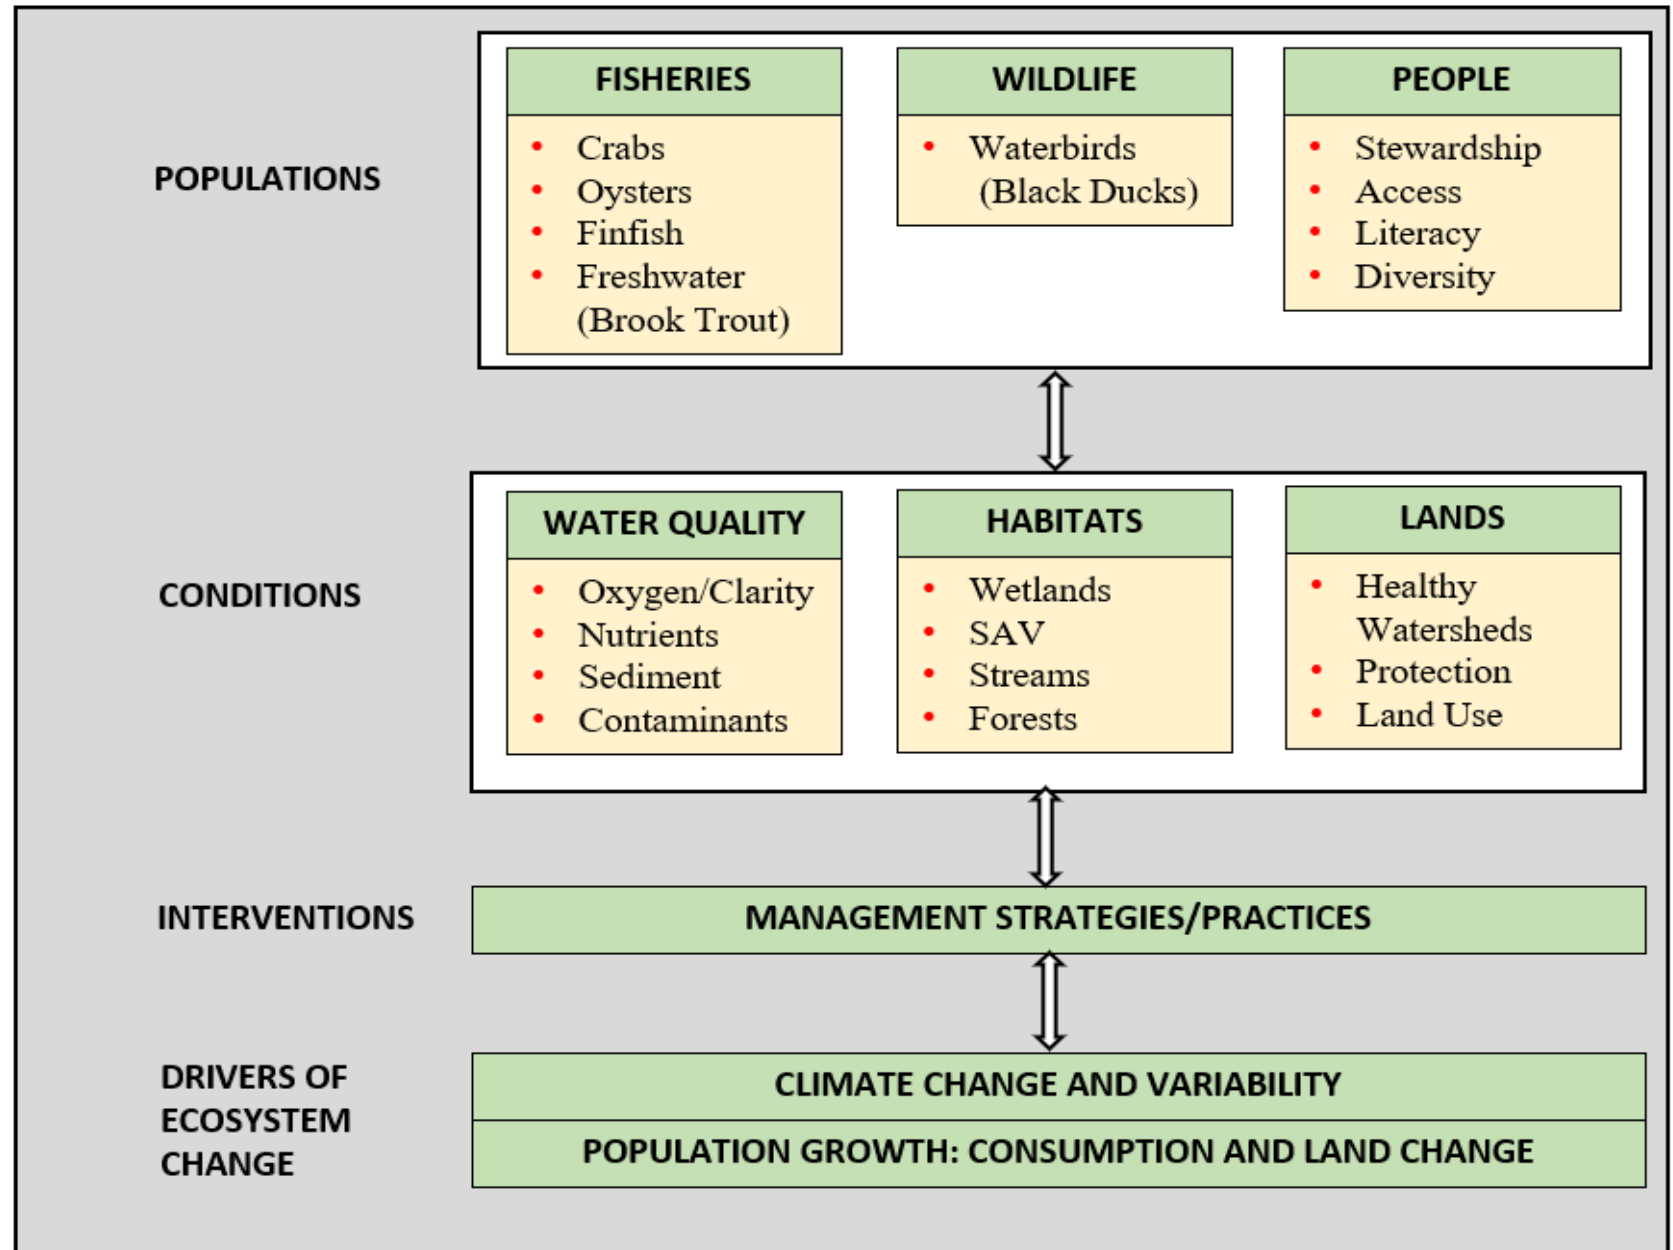 POPULATIONS
FISHERIES
• Crabs
• Oysters
• Finfish
• Freshwater
(Brook Trout)
WILDLIFE
• Waterbirds
(Black Ducks)
PEOPLE
• Stewardship
• Access
• Literacy
• Diversity
CONDITIONS
WATER QUALITY
• Oxygen/Clarity
• Nutrients
• Sediment
• Contaminants
HABITATS
• Wetlands
• SAV
• Streams
• Forests
LANDS
• Healthy
Watersheds
• Protection
• Land Use
INTERVENTIONS
MANAGEMENT STRATEGIES/PRACTICES
DRIVERS OF
ECOSYSTEM
CHANGE
CLIMATE CHANGE AND VARIABILITY
POPULATION GROWTH: CONSUMPTION AND LAND CHANGE